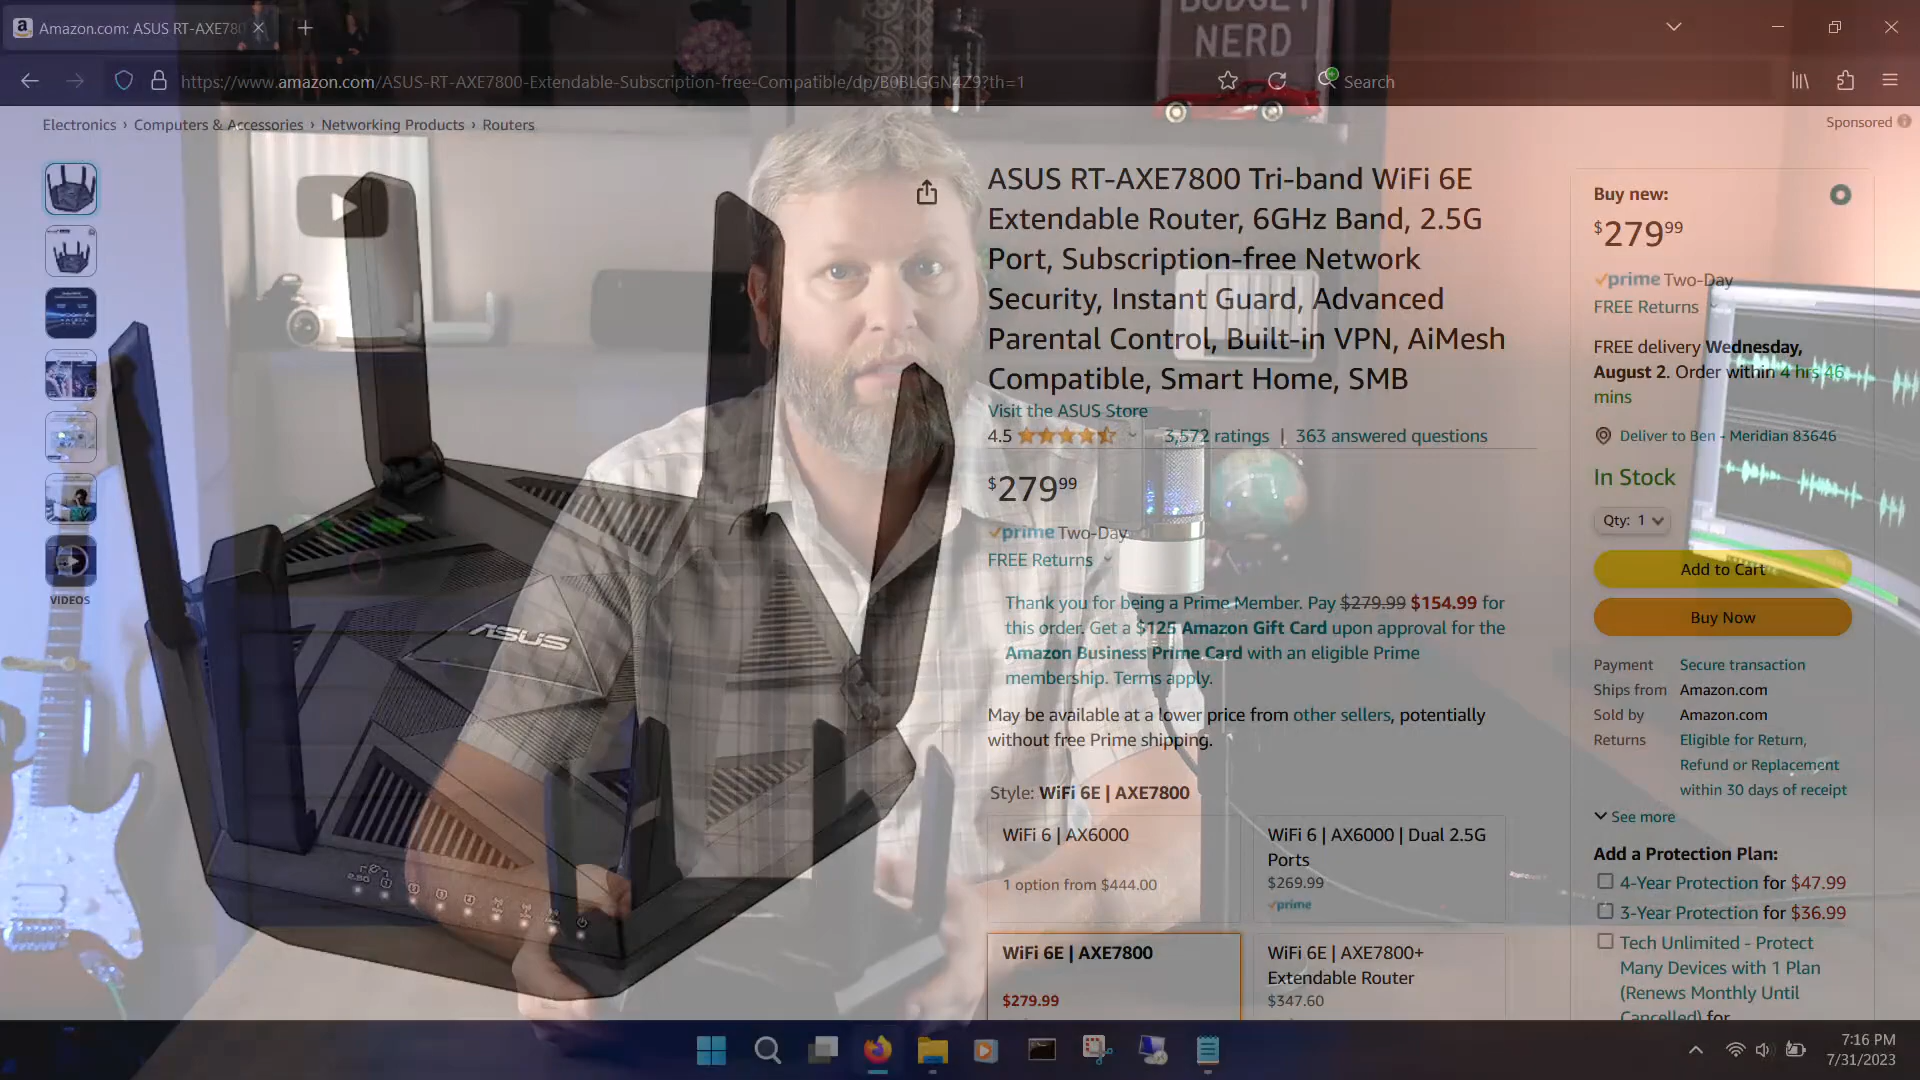 Amazon.com: ASUS RT-AXE780
BUDGET
NERD
https://www.amazon.com/ASUS-RT-AXE7800-Extendable-Subscription-free-Compatible/dp/B0BLGGN4Z9?th=1
Search
Electronics › Computers & Accessories › Networking Products › Routers
Sponsored
ASUS RT-AXE7800 Tri-band WiFi 6E
Extendable Router, 6GHz Band, 2.5G
Port, Subscription-free Network
Security, Instant Guard, Advanced
Parental Control, Built-in VPN, AiMesh
Compatible, Smart Home, SMB
Visit the ASUS Store
4.5
3,572 ratings | 363 answered questions
$279.99
prime Two-Day
FREE Returns
Thank you for being a Prime Member. Pay $279.99 $154.99 for
this order. Get a $125 Amazon Gift Card upon approval for the
Amazon Business Prime Card with an eligible Prime
membership. Terms apply.
May be available at a lower price from other sellers, potentially
without free Prime shipping.
Style: WiFi 6E | AXE7800
WiFi 6 | AX6000
1 option from $444.00
WiFi 6 | AX6000 | Dual 2.5G
Ports
$269.99
prime
WiFi 6E | AXE7800
$279.99
WiFi 6E | AXE7800+
Extendable Router
$347.60
Buy new:
$279.99
prime Two-Day
FREE Returns
FREE delivery Wednesday,
August 2. Order within 4 hrs 46
mins
Deliver to Ben - Meridian 83646
In Stock
Qty: 1
Add to Cart
Buy Now
Payment Secure transaction
Ships from Amazon.com
Sold by Amazon.com
Returns Eligible for Return,
Refund or Replacement
within 30 days of receipt
See more
Add a Protection Plan:
4-Year Protection for $47.99
3-Year Protection for $36.99
Tech Unlimited - Protect
Many Devices with 1 Plan
(Renews Monthly Until
Cancelled) for
VIDEOS
ASUS
7:16 PM
7/31/2023